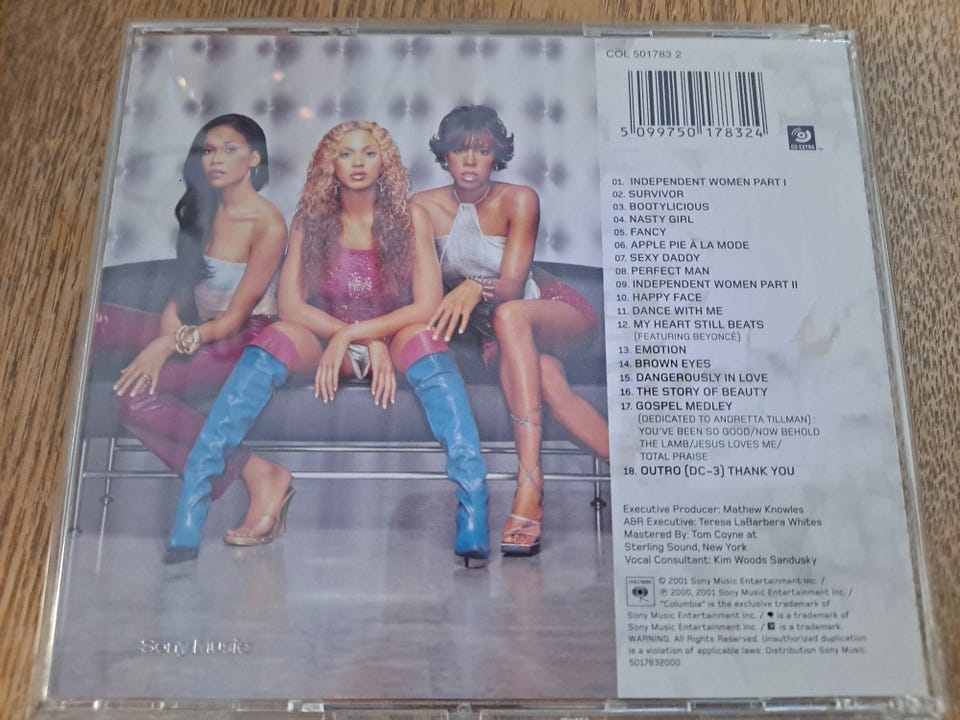 COL 501783 2
5 099750 178324
CD EXTRA
01. INDEPENDENT WOMEN PART I
02. SURVIVOR
03. BOOTYLICIOUS
04. NASTY GIRL
05. FANCY
06. APPLE PIE À LA MODE
07. SEXY DADDY
08. PERFECT MAN
09. INDEPENDENT WOMEN PART II
10. HAPPY FACE
11. DANCE WITH ME
12. MY HEART STILL BEATS
(FEATURING BEYONCÉ)
13. EMOTION
14. BROWN EYES
15. DANGEROUSLY IN LOVE
16. THE STORY OF BEAUTY
17. GOSPEL MEDLEY
(DEDICATED TO ANDRETTA TILLMAN):
YOU'VE BEEN SO GOOD/NOW BEHOLD
THE LAMB/JESUS LOVES ME/
TOTAL PRAISE
18. OUTRO (DC-3) THANK YOU
Executive Producer: Mathew Knowles
A&R Executive: Teresa LaBarbera Whites
Mastered By: Tom Coyne at
Sterling Sound, New York
Vocal Consultant: Kim Woods Sandusky
COLUMBIA
© 2001 Sony Music Entertainment Inc. /
℗ 2000, 2001 Sony Music Entertainment Inc. /
"Columbia" is the exclusive trademark of
Sony Music Entertainment Inc. / is a trademark of
Sony Music Entertainment Inc. / is a trademark.
WARNING: All Rights Reserved. Unauthorized duplication
is a violation of applicable laws. Distribution Sony Music.
5017832000
Sony Music